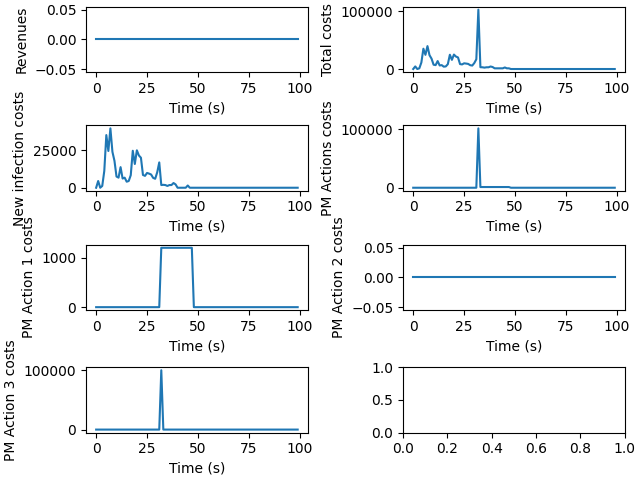 Revenues
0.05
0.00
−0.05
0 25 50 75 100
Time (s)
Total costs
100000
0
0 25 50 75 100
Time (s)
New infection costs
25000
0
0 25 50 75 100
Time (s)
PM Actions costs
100000
0
0 25 50 75 100
Time (s)
PM Action 1 costs
1000
0
0 25 50 75 100
Time (s)
PM Action 2 costs
0.05
0.00
−0.05
0 25 50 75 100
Time (s)
PM Action 3 costs
100000
0
0 25 50 75 100
Time (s)
1.0
0.5
0.0
0.0 0.2 0.4 0.6 0.8 1.0